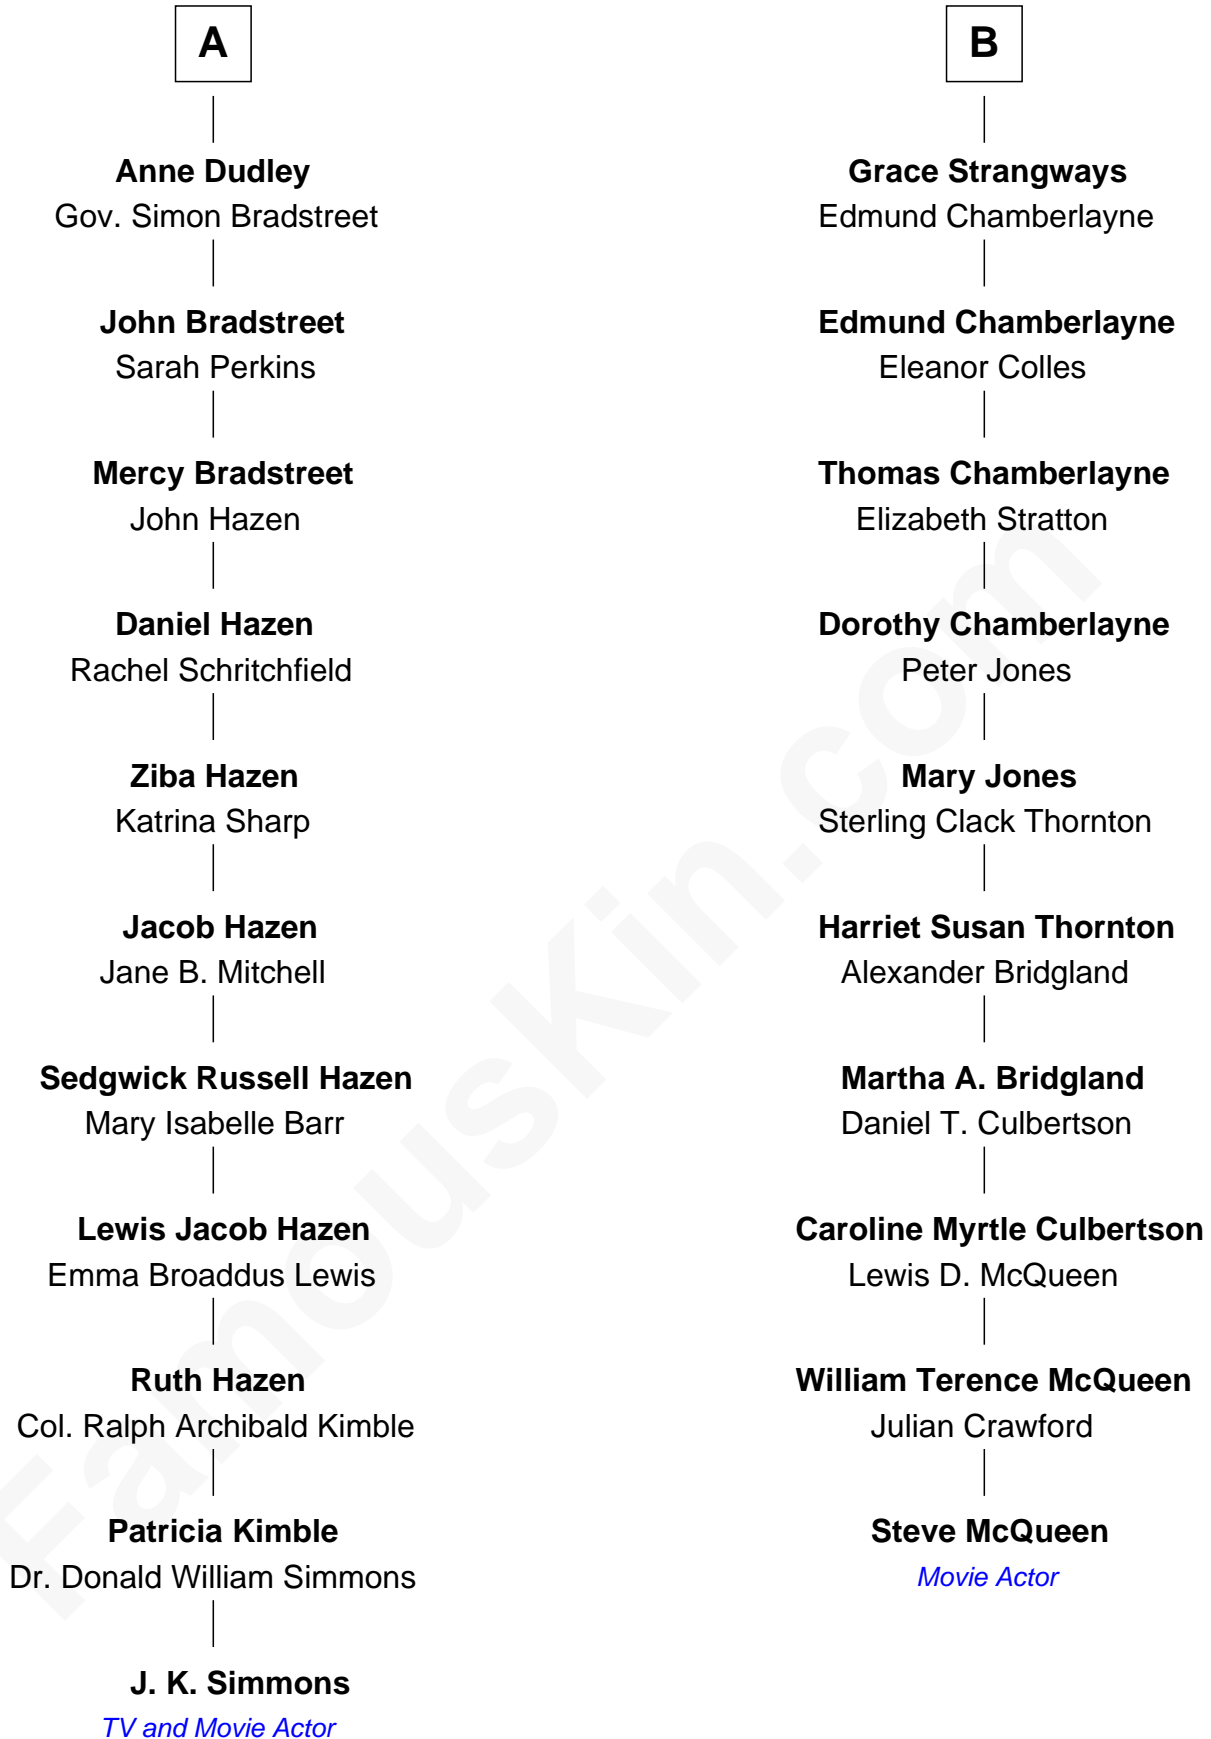 A
Anne Dudley
Gov. Simon Bradstreet
John Bradstreet
Sarah Perkins
Mercy Bradstreet
John Hazen
Daniel Hazen
Rachel Schritchfield
Ziba Hazen
Katrina Sharp
Jacob Hazen
Jane B. Mitchell
Sedgwick Russell Hazen
Mary Isabelle Barr
Lewis Jacob Hazen
Emma Broaddus Lewis
Ruth Hazen
Col. Ralph Archibald Kimble
Patricia Kimble
Dr. Donald William Simmons
J. K. Simmons
TV and Movie Actor
B
Grace Strangways
Edmund Chamberlayne
Edmund Chamberlayne
Eleanor Colles
Thomas Chamberlayne
Elizabeth Stratton
Dorothy Chamberlayne
Peter Jones
Mary Jones
Sterling Clack Thornton
Harriet Susan Thornton
Alexander Bridgland
Martha A. Bridgland
Daniel T. Culbertson
Caroline Myrtle Culbertson
Lewis D. McQueen
William Terence McQueen
Julian Crawford
Steve McQueen
Movie Actor
FamousKin.com